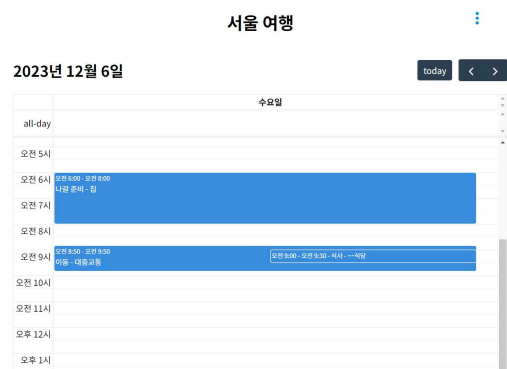 서울 여행
2023년 12월 6일
today
수요일
all-day
오전 5시
오전 6시
오전 6:00 - 오전 8:00
나갈 준비 - 집
오전 7시
오전 8시
오전 8:50 - 오전 9:50
이동 - 대중교통
오전 9:00 - 오전 9:30 - 식사 - ~~식당
오전 9시
오전 10시
오전 11시
오후 12시
오후 1시